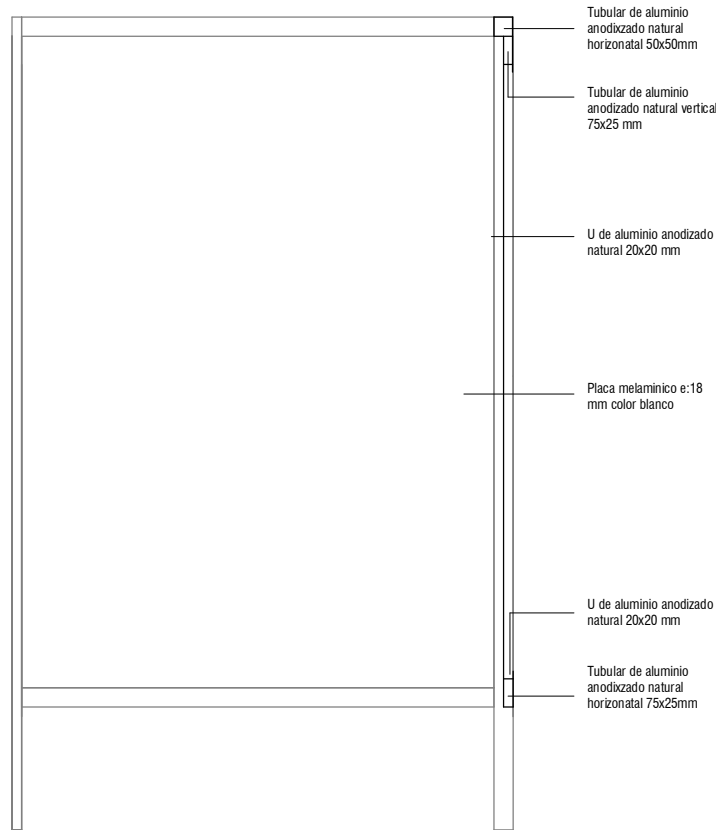 Tubular de aluminio
anodixzado natural
horizonatal 50x50mm
Tubular de aluminio
anodizado natural vertical
75x25 mm
U de aluminio anodizado
natural 20x20 mm
Placa melaminico e:18
mm color blanco
U de aluminio anodizado
natural 20x20 mm
Tubular de aluminio
anodixzado natural
horizonatal 75x25mm